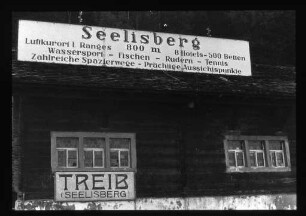 Seelisberg
Luftkurort I. Ranges 800 m 8 Hotels-500 Betten
Wassersport - Fischen - Rudern - Tennis
Zahlreiche Spazierwege - Prächtige Aussichtspunkte
TREIB
(SEELISBERG)